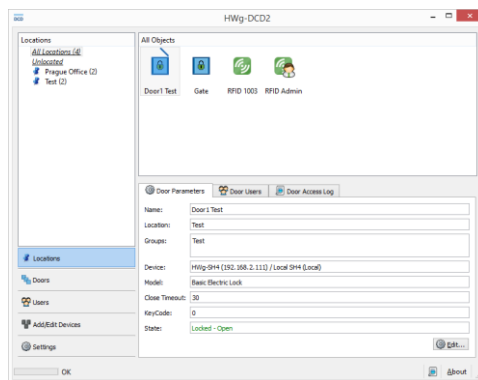 HWg-DCD2
Locations
All Locations (4)
Unlocated
Prague Office (2)
Test (2)
All Objects
Door1 Test Gate RFID 1003 RFID Admin
Door Parameters Door Users Door Access Log
Name: Door1 Test
Location: Test
Groups: Test
Device: HWg-SH4 (192.168.2.111) / Local SH4 (Local)
Model: Basic Electric Lock
Close Timeout: 30
KeyCode: 0
State: Locked - Open
Edit...
Locations
Doors
Users
Add/Edit Devices
Settings
OK
About